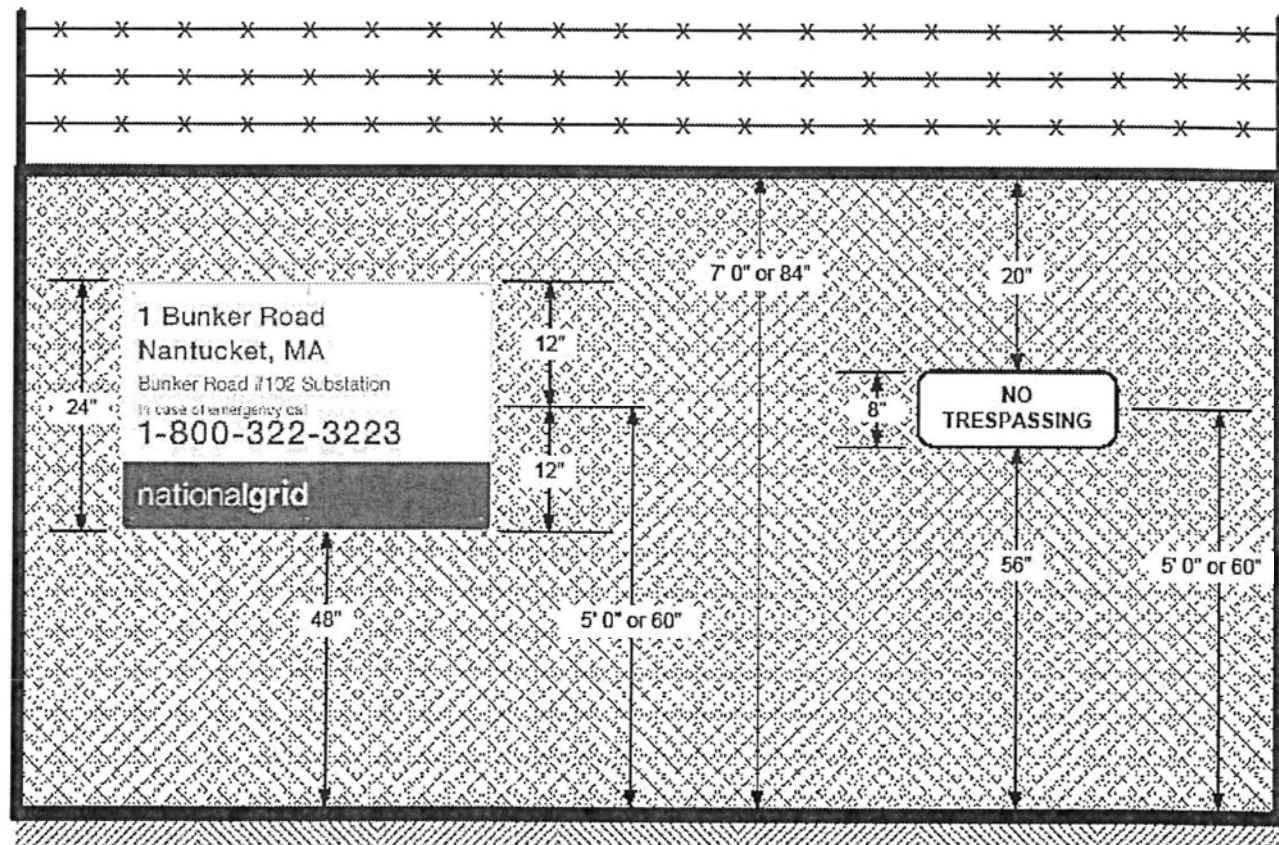 7' 0" or 84"
20"
1 Bunker Road
Nantucket, MA
Bunker Road #102 Substation
In case of emergency call
1-800-322-3223
nationalgrid
24"
12"
12"
8"
NO
TRESPASSING
48"
5' 0" or 60"
56"
5' 0" or 60"